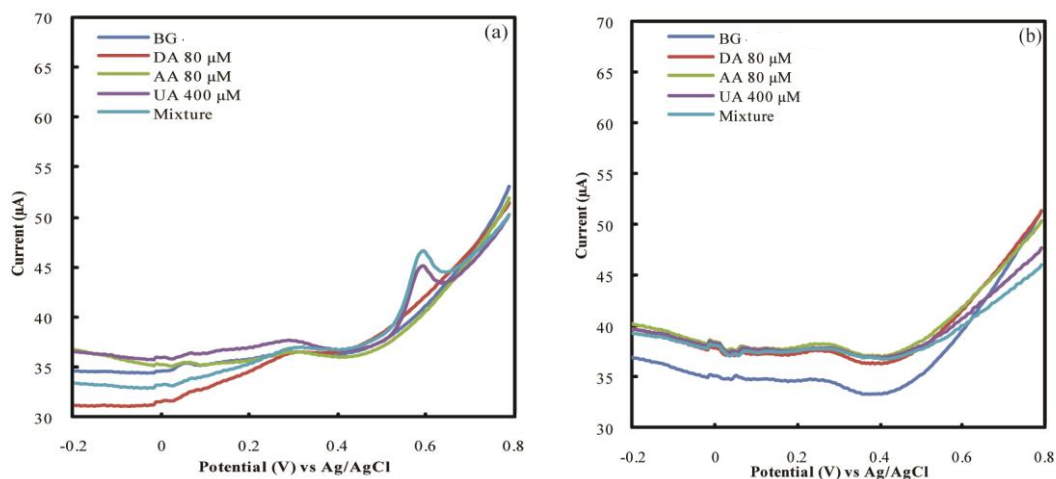 (a)
70
65
60
55
50
45
40
35
30
Current (µA)
BG
DA 80 µM
AA 80 µM
UA 400 µM
Mixture
-0.2
0
0.2
0.4
0.6
0.8
Potential (V) vs Ag/AgCl
(b)
70
65
60
55
50
45
40
35
30
Current (µA)
BG
DA 80 µM
AA 80 µM
UA 400 µM
Mixture
-0.2
0
0.2
0.4
0.6
0.8
Potential (V) vs Ag/AgCl